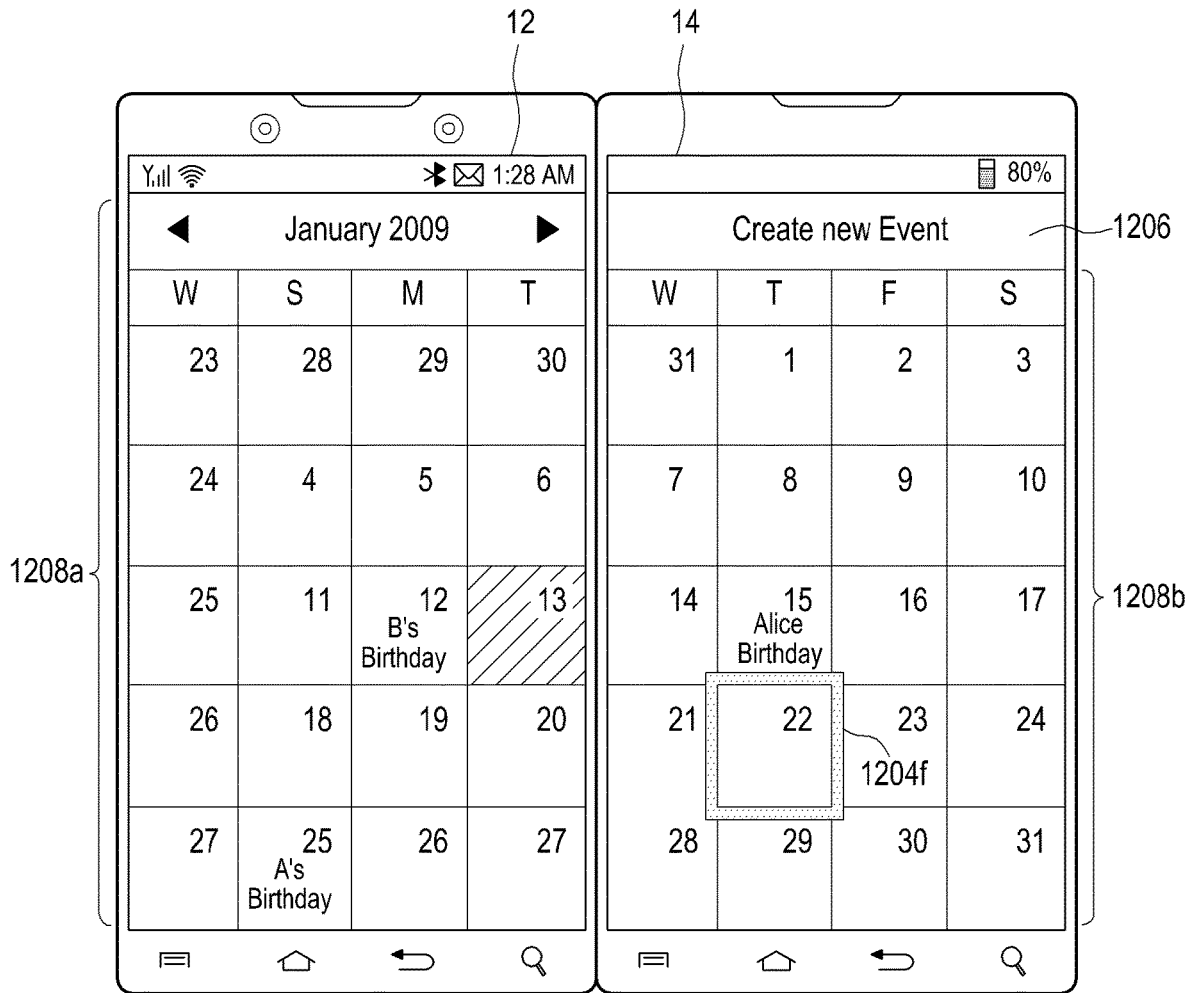 12 14
1:28 AM 80%
January 2009 Create new Event 1206
W S M T W T F S
23 28 29 30 31 1 2 3
24 4 5 6 7 8 9 10
1208a 1208b
25 11 12 13 14 15 16 17
B's Alice
Birthday Birthday
26 18 19 20 21 22 23 24
1204f
27 25 26 27 28 29 30 31
A's
Birthday